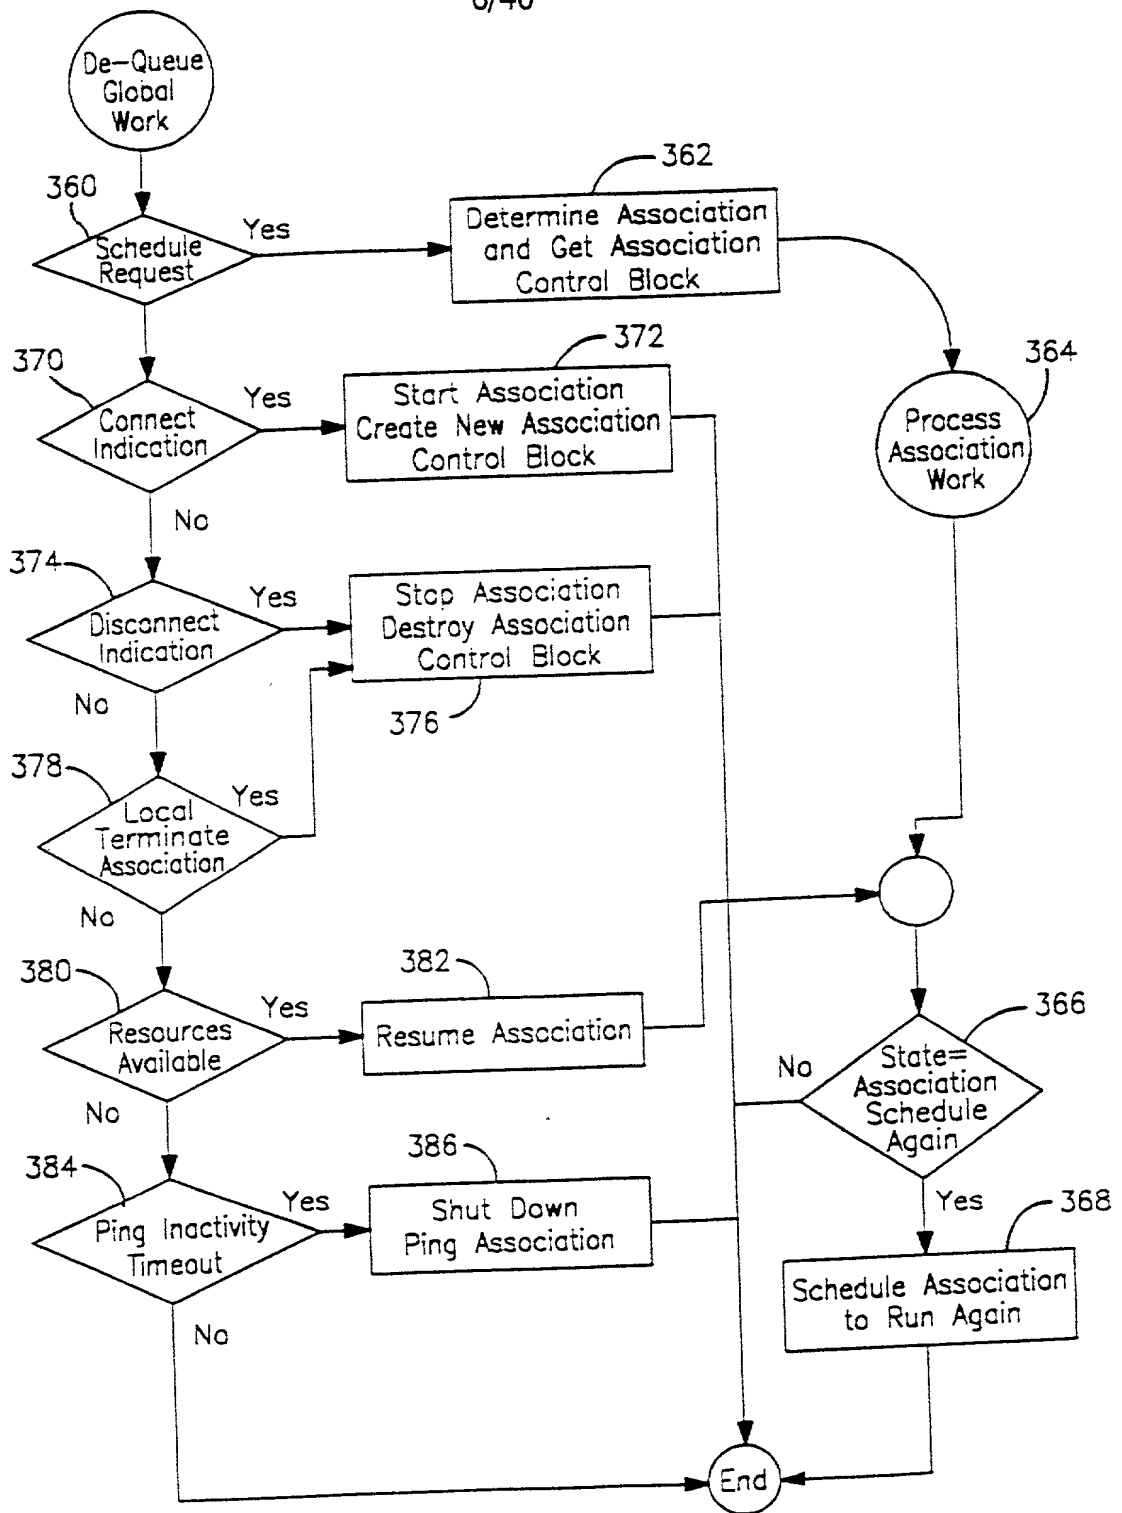 6/40
De-Queue
Global
Work
360
Schedule
Request
Yes
362
Determine Association
and Get Association
Control Block
364
Process
Association
Work
370
Connect
Indication
Yes
372
Start Association
Create New Association
Control Block
No
374
Disconnect
Indication
Yes
Stop Association
Destroy Association
Control Block
376
No
378
Local
Terminate
Association
Yes
No
380
Resources
Available
Yes
382
Resume Association
366
State=
Association
Schedule
Again
No
Yes
368
Schedule Association
to Run Again
No
384
Ping Inactivity
Timeout
Yes
386
Shut Down
Ping Association
No
End